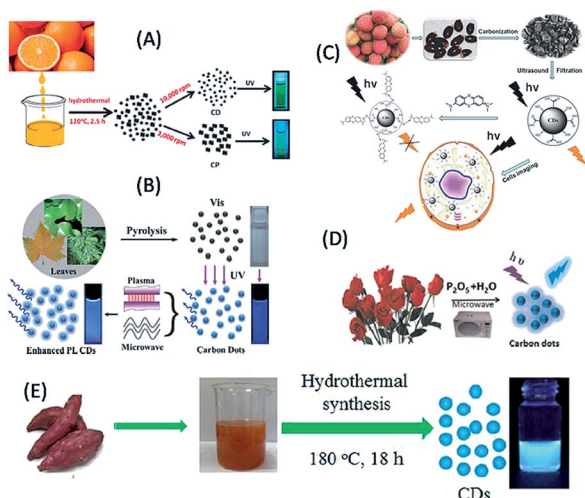 (A)
hydrothermal
120°C, 2.5 h
10,000 rpm
3,000 rpm
CD
CP
UV
UV
(B)
Leaves
Pyrolysis
Vis
UV
Plasma
Microwave
Enhanced PL CDs
Carbon Dots
(C)
Carbonization
Ultrasound
Filtration
hν
CDs
hν
CDs
hν
Cells imaging
(D)
P2O5+H2O
Microwave
hυ
Carbon dots
(E)
Hydrothermal
synthesis
180 °C, 18 h
CDs